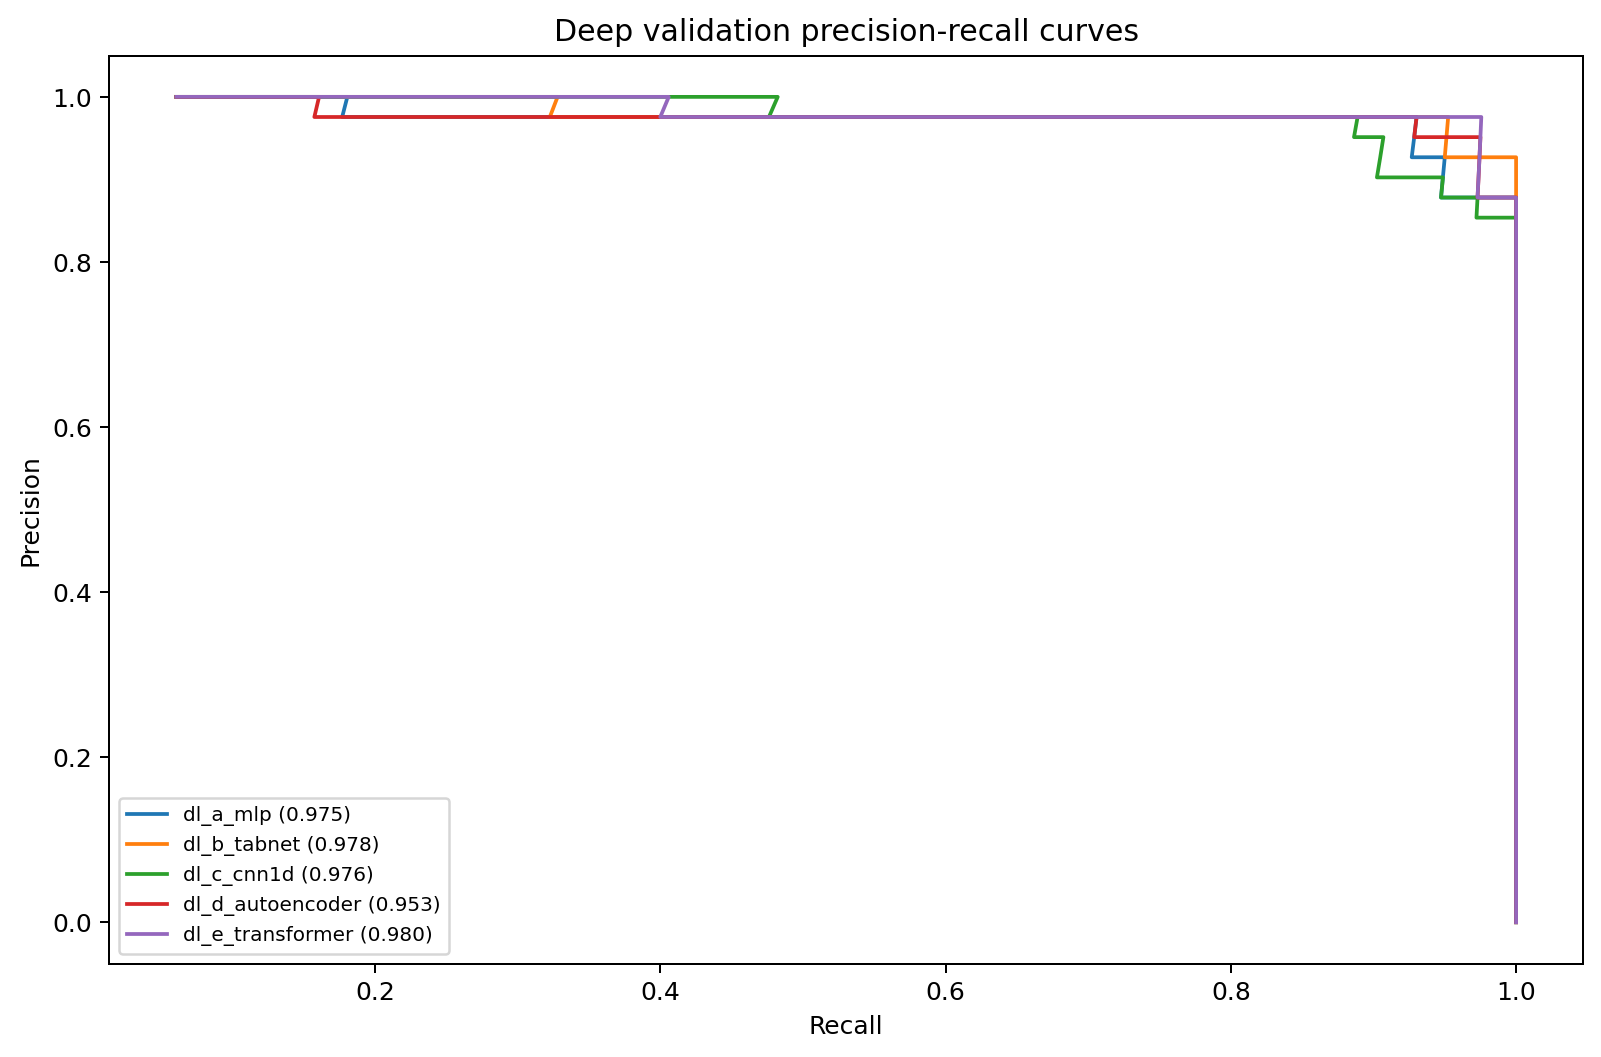 Deep validation precision-recall curves
Precision
1.0
0.8
0.6
0.4
0.2
0.0
dl_a_mlp (0.975)
dl_b_tabnet (0.978)
dl_c_cnn1d (0.976)
dl_d_autoencoder (0.953)
dl_e_transformer (0.980)
0.2 0.4 0.6 0.8 1.0
Recall